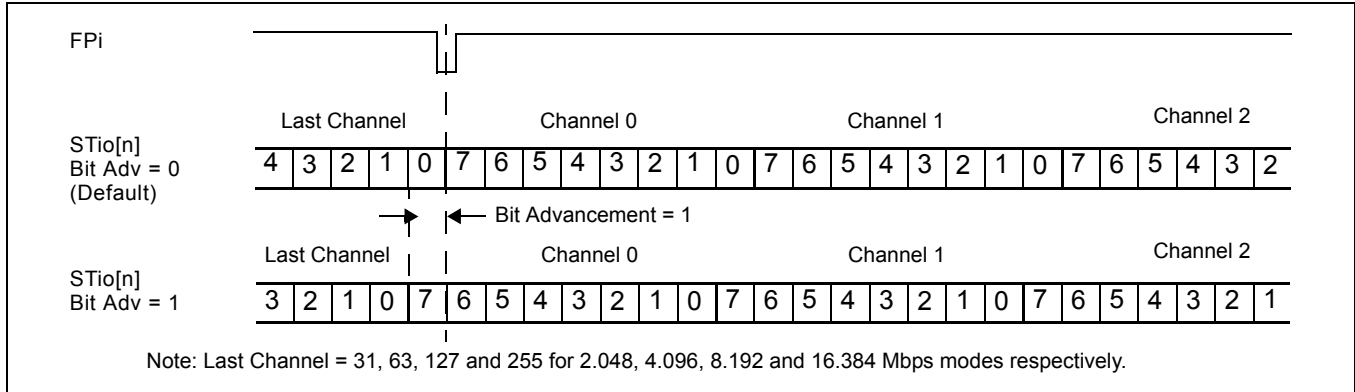 FPi
Last Channel Channel 0 Channel 1 Channel 2
STio[n]
Bit Adv = 0
(Default)
4 3 2 1 0 7 6 5 4 3 2 1 0 7 6 5 4 3 2 1 0 7 6 5 4 3 2
Bit Advancement = 1
Last Channel Channel 0 Channel 1 Channel 2
STio[n]
Bit Adv = 1
3 2 1 0 7 6 5 4 3 2 1 0 7 6 5 4 3 2 1 0 7 6 5 4 3 2 1
Note: Last Channel = 31, 63, 127 and 255 for 2.048, 4.096, 8.192 and 16.384 Mbps modes respectively.